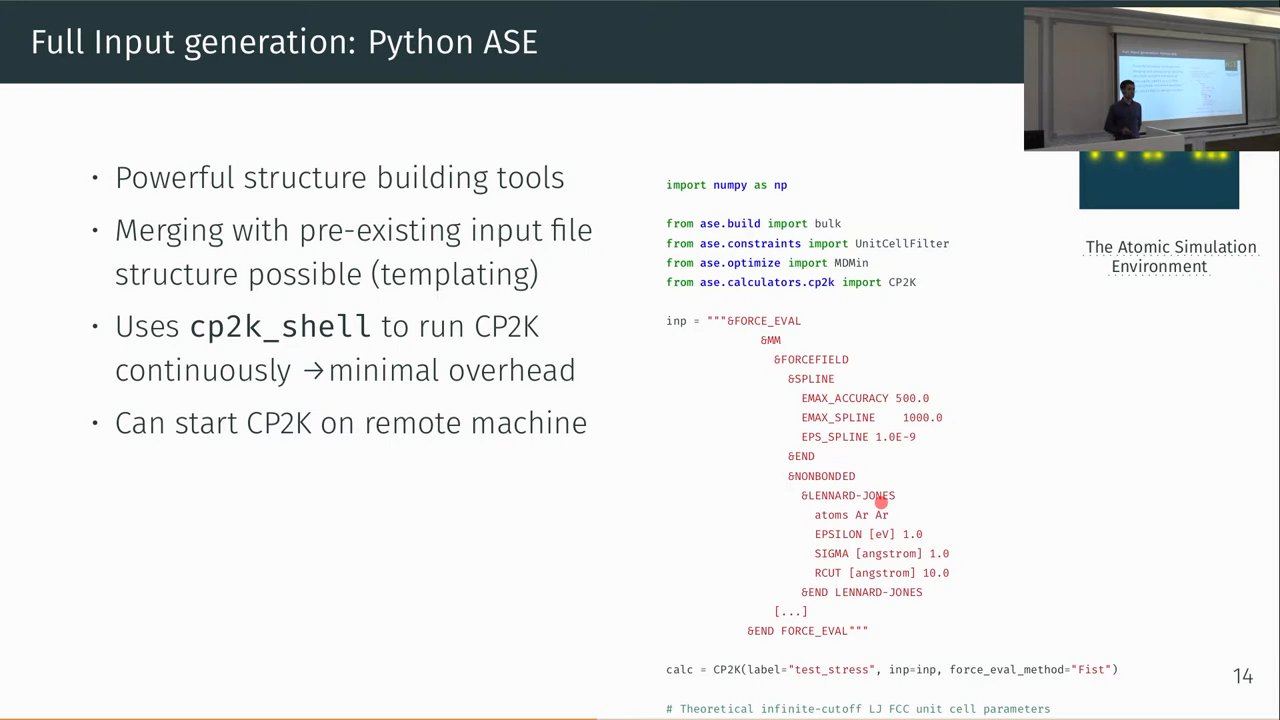 Full Input generation: Python ASE
• Powerful structure building tools
• Merging with pre-existing input file
structure possible (templating)
• Uses cp2k_shell to run CP2K
continuously →minimal overhead
• Can start CP2K on remote machine
import numpy as np
from ase.build import bulk
from ase.constraints import UnitCellFilter
from ase.optimize import MDMin
from ase.calculators.cp2k import CP2K
inp = """&FORCE_EVAL
&MM
&FORCEFIELD
&SPLINE
EMAX_ACCURACY 500.0
EMAX_SPLINE    1000.0
EPS_SPLINE 1.0E-9
&END
&NONBONDED
&LENNARD-JONES
atoms Ar Ar
EPSILON [eV] 1.0
SIGMA [angstrom] 1.0
RCUT [angstrom] 10.0
&END LENNARD-JONES
[...]
&END FORCE_EVAL"""
calc = CP2K(label="test_stress", inp=inp, force_eval_method="Fist")
# Theoretical infinite-cutoff LJ FCC unit cell parameters
The Atomic Simulation
Environment
14